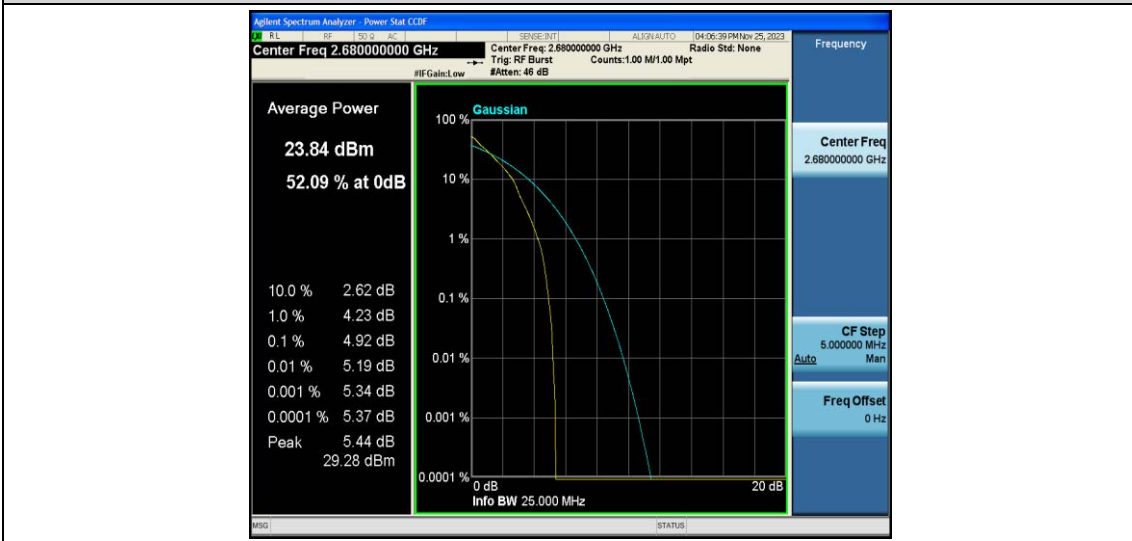 Agilent Spectrum Analyzer - Power Stat CCDF
RL RF 50 Ω AC SENSE:INT ALIGN AUTO 04:06:39 PM Nov 25, 2023
Center Freq 2.680000000 GHz
Center Freq: 2.680000000 GHz Radio Std: None
Trig: RF Burst Counts:1.00 M/1.00 Mpt
#IFGain:Low #Atten: 46 dB
Frequency
Average Power
23.84 dBm
52.09 % at 0dB
10.0 % 2.62 dB
1.0 % 4.23 dB
0.1 % 4.92 dB
0.01 % 5.19 dB
0.001 % 5.34 dB
0.0001 % 5.37 dB
Peak 5.44 dB
29.28 dBm
Gaussian
100 %
10 %
1 %
0.1 %
0.01 %
0.001 %
0.0001 %
0 dB 20 dB
Info BW 25.000 MHz
Center Freq
2.680000000 GHz
CF Step
5.000000 MHz
Auto Man
Freq Offset
0 Hz
MSG STATUS